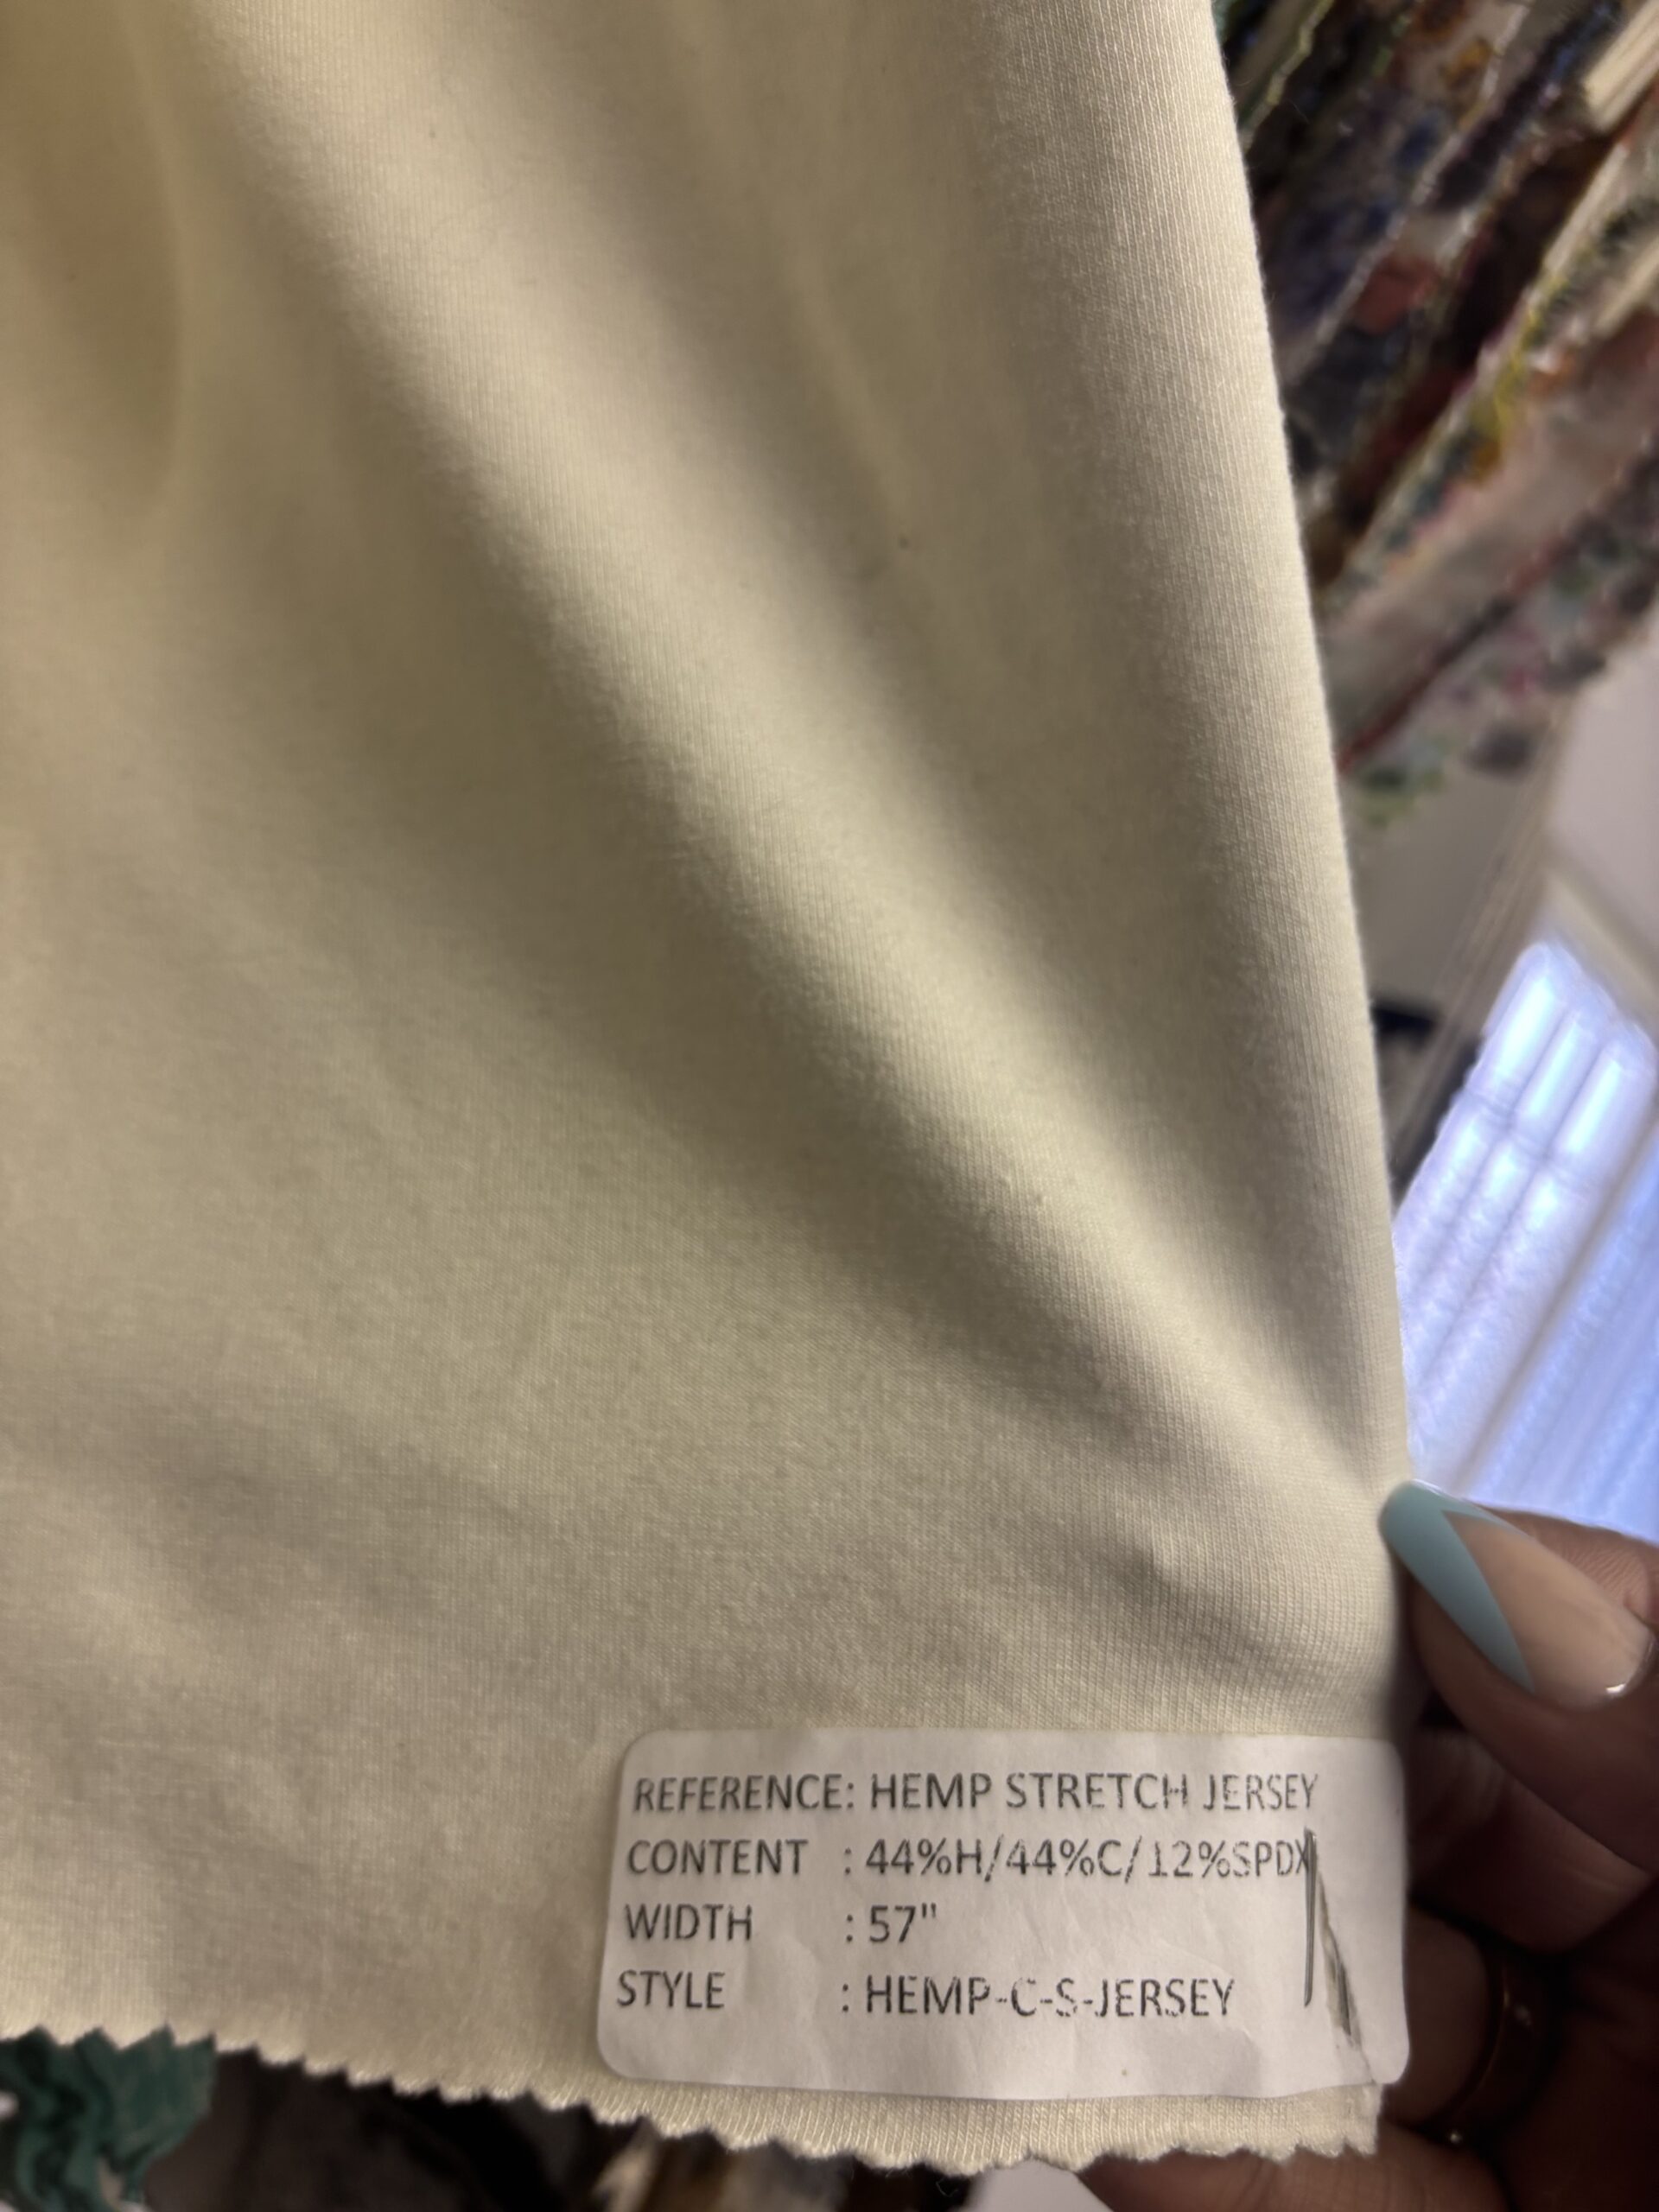 REFERENCE: HEMP STRETCH JERSEY
CONTENT : 44%H/44%C/12%SPDX
WIDTH : 57"
STYLE : HEMP-C-S-JERSEY